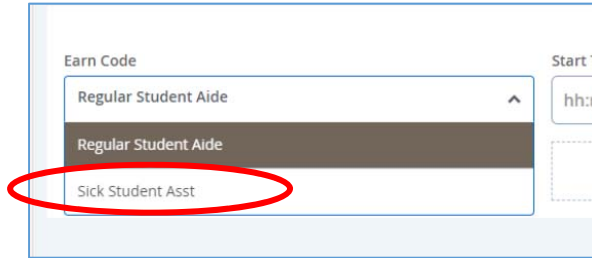 Earn Code
Start
Regular Student Aide
hh:
Regular Student Aide
Sick Student Asst